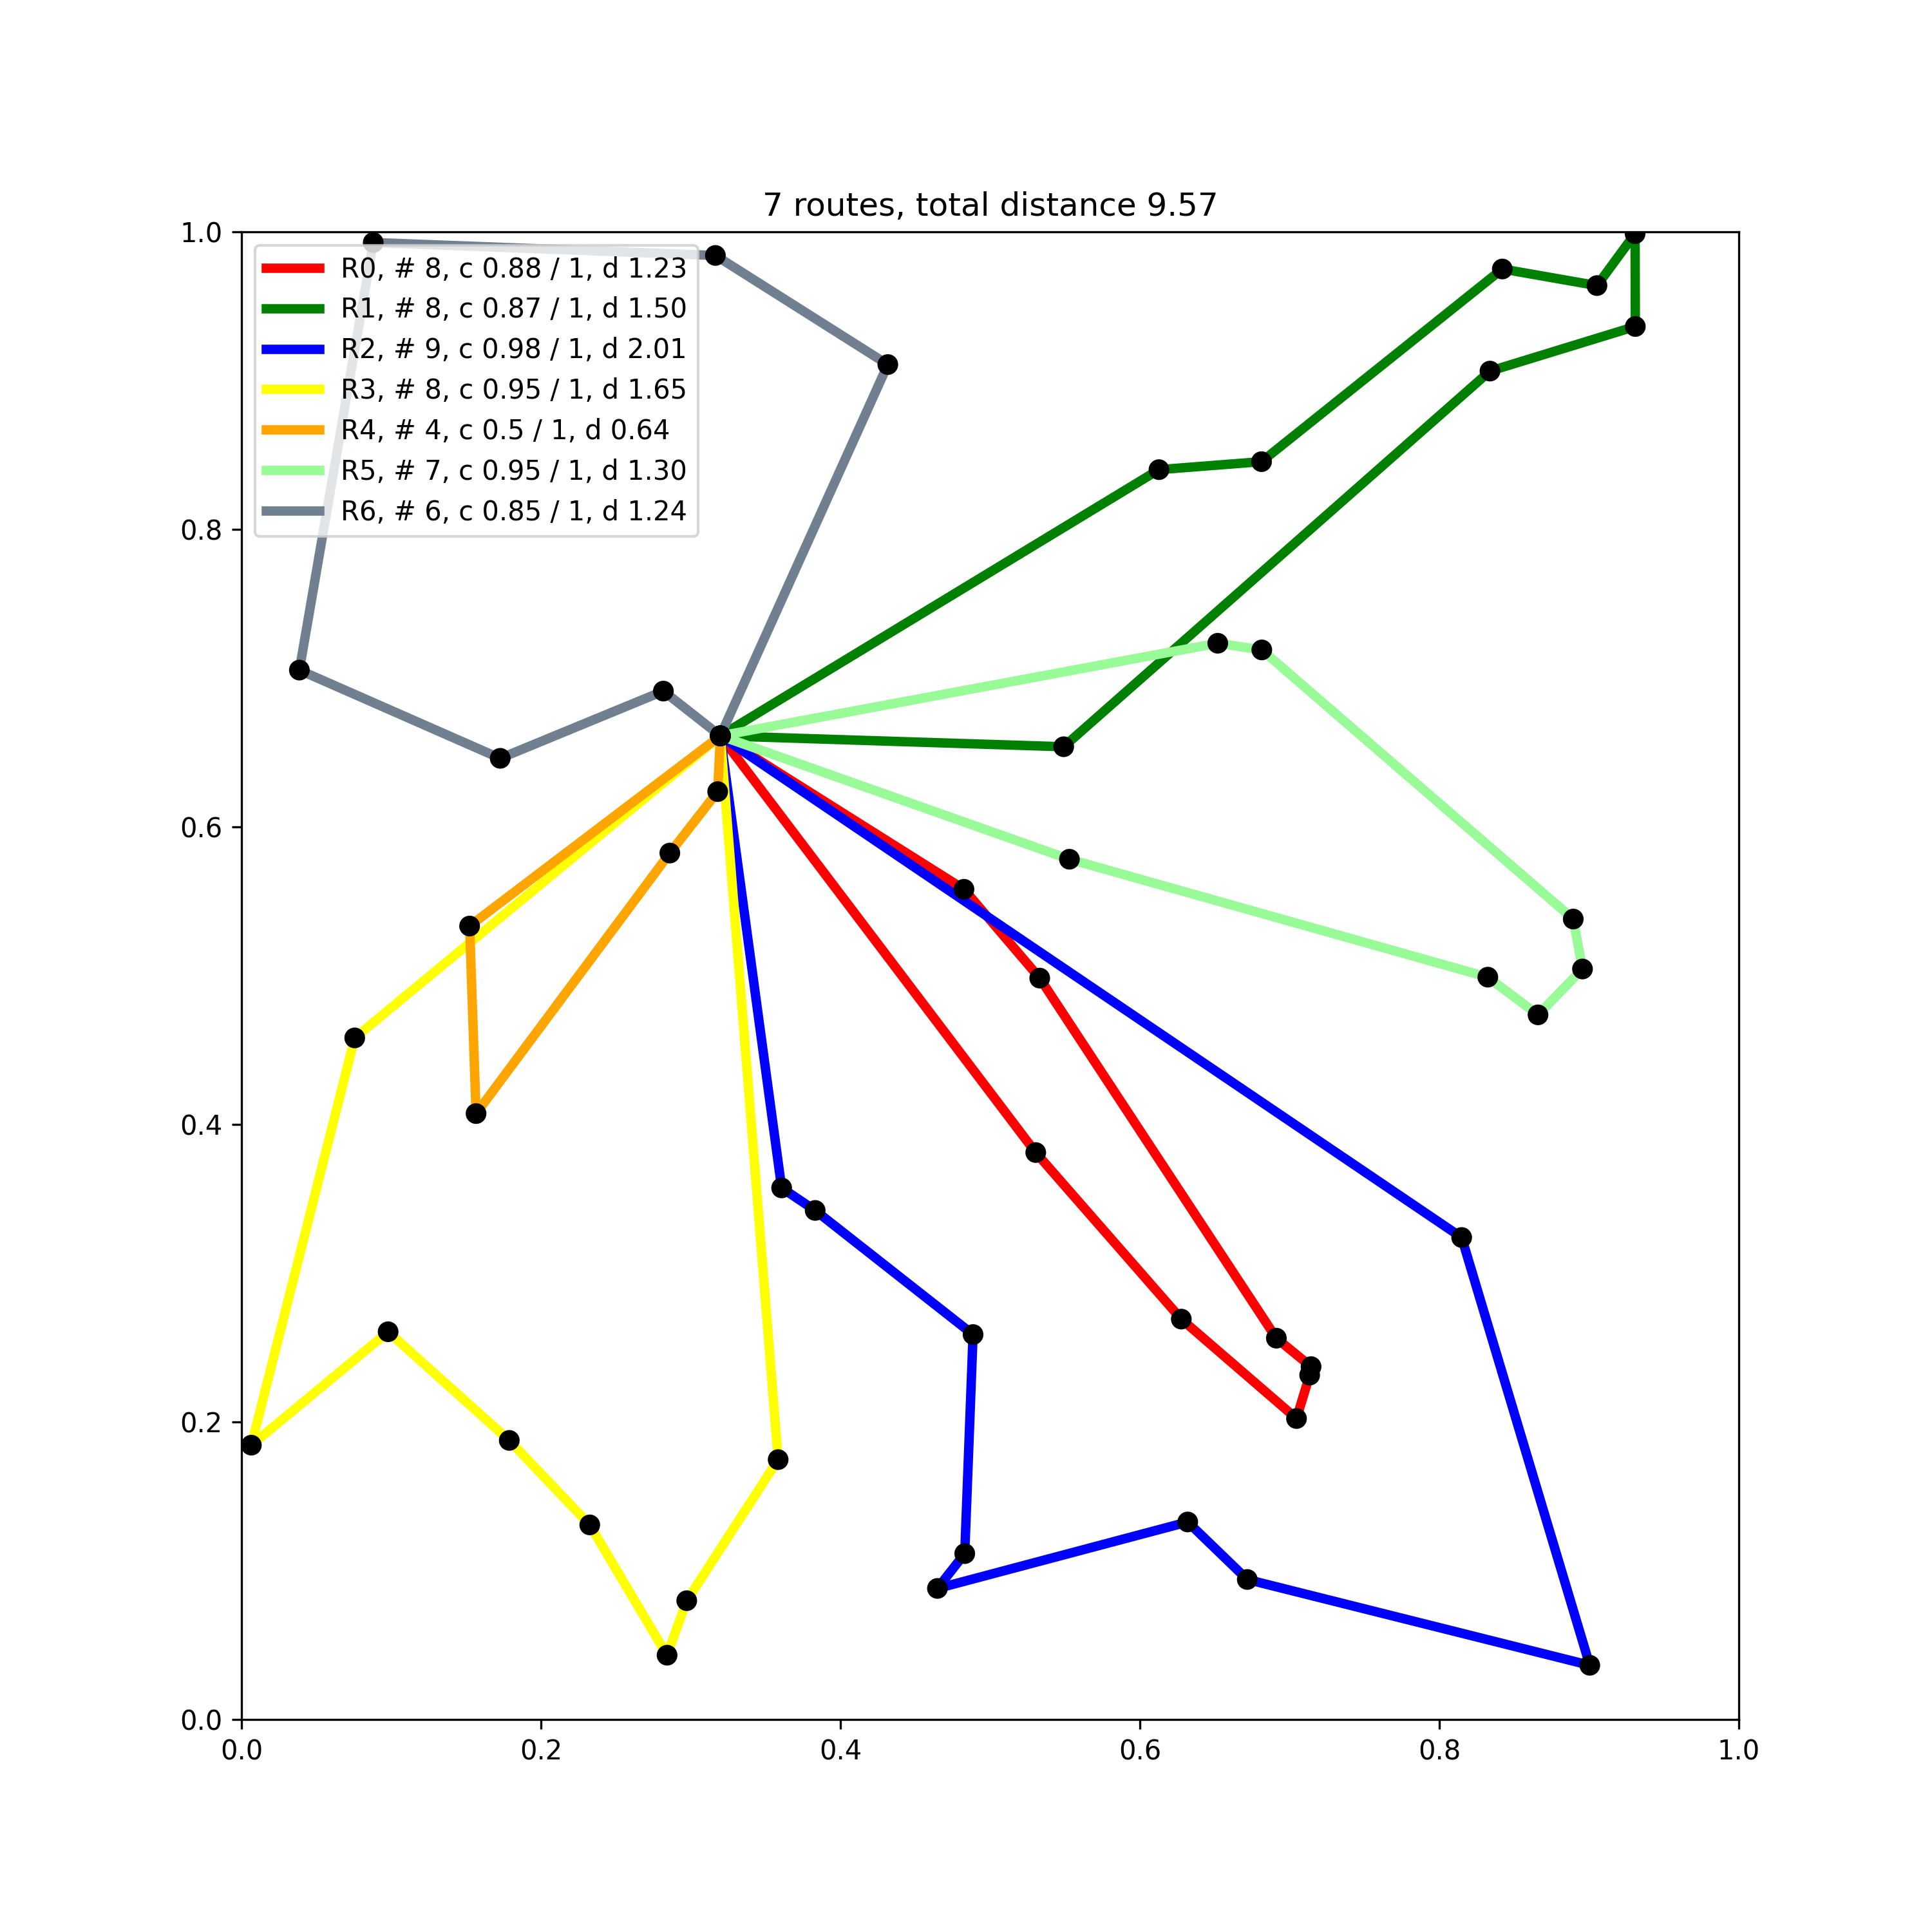 7 routes, total distance 9.57
1.0
R0, # 8, c 0.88 / 1, d 1.23
R1, # 8, c 0.87 / 1, d 1.50
R2, # 9, c 0.98 / 1, d 2.01
R3, # 8, c 0.95 / 1, d 1.65
R4, # 4, c 0.5 / 1, d 0.64
R5, # 7, c 0.95 / 1, d 1.30
R6, # 6, c 0.85 / 1, d 1.24
0.8
0.6
0.4
0.2
0.0
0.0 0.2 0.4 0.6 0.8 1.0